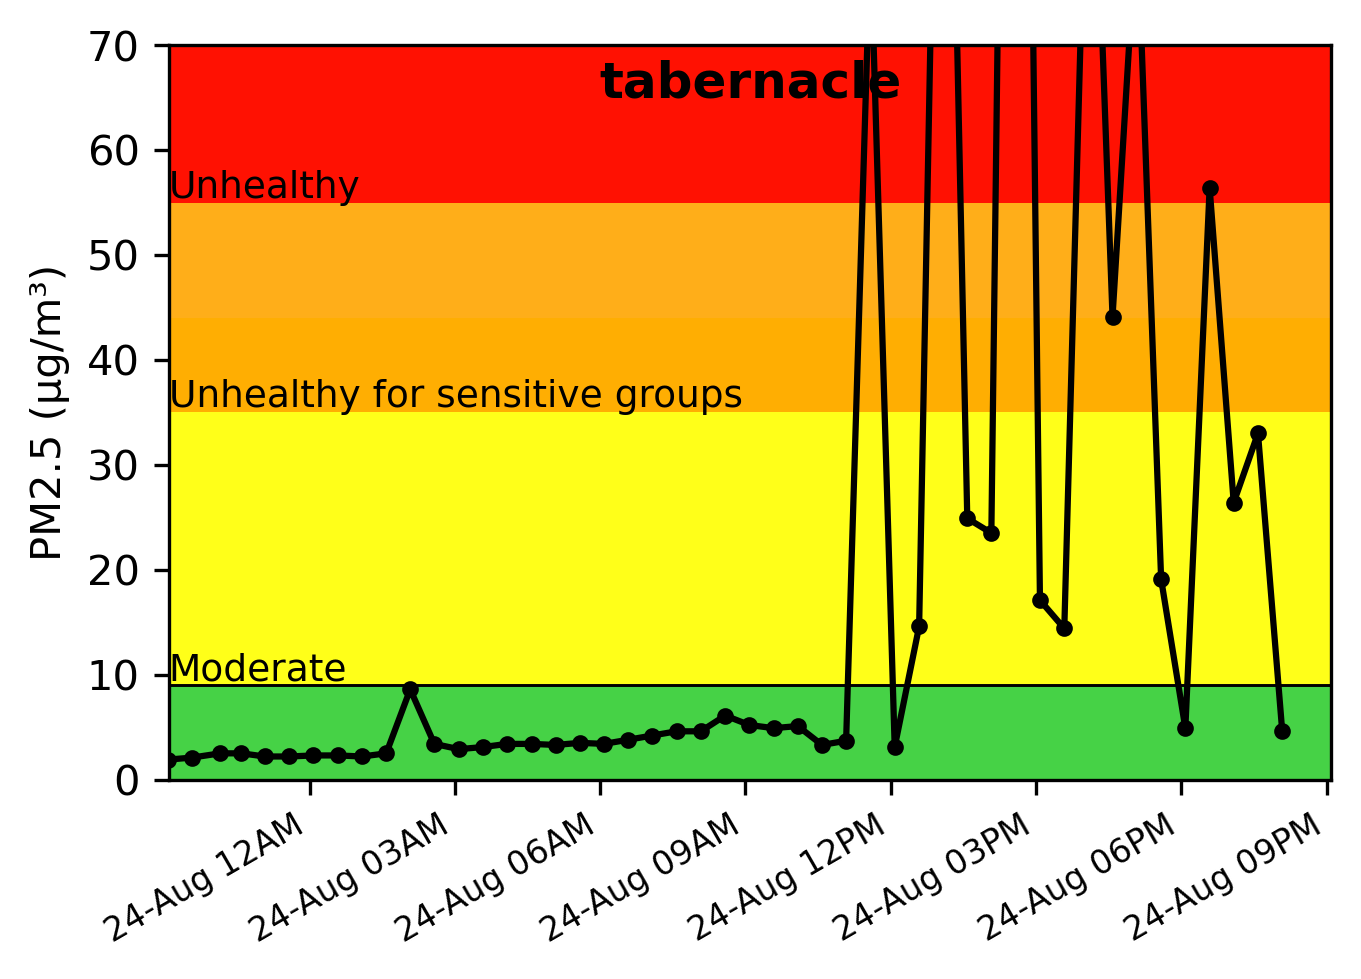 tabernacle
70
60
50
40
30
20
10
0
PM2.5 (µg/m³)
Unhealthy
Unhealthy for sensitive groups
Moderate
24-Aug 12AM
24-Aug 03AM
24-Aug 06AM
24-Aug 09AM
24-Aug 12PM
24-Aug 03PM
24-Aug 06PM
24-Aug 09PM